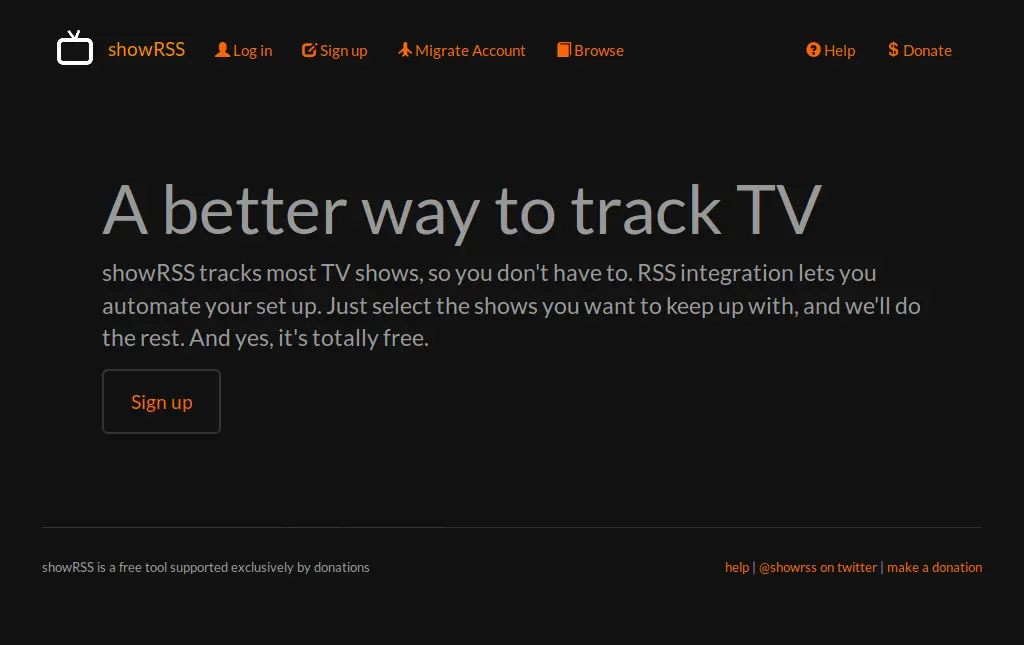 showRSS Log in Sign up Migrate Account Browse Help $ Donate
A better way to track TV
showRSS tracks most TV shows, so you don't have to. RSS integration lets you
automate your set up. Just select the shows you want to keep up with, and we'll do
the rest. And yes, it's totally free.
Sign up
showRSS is a free tool supported exclusively by donations help | @showrss on twitter | make a donation